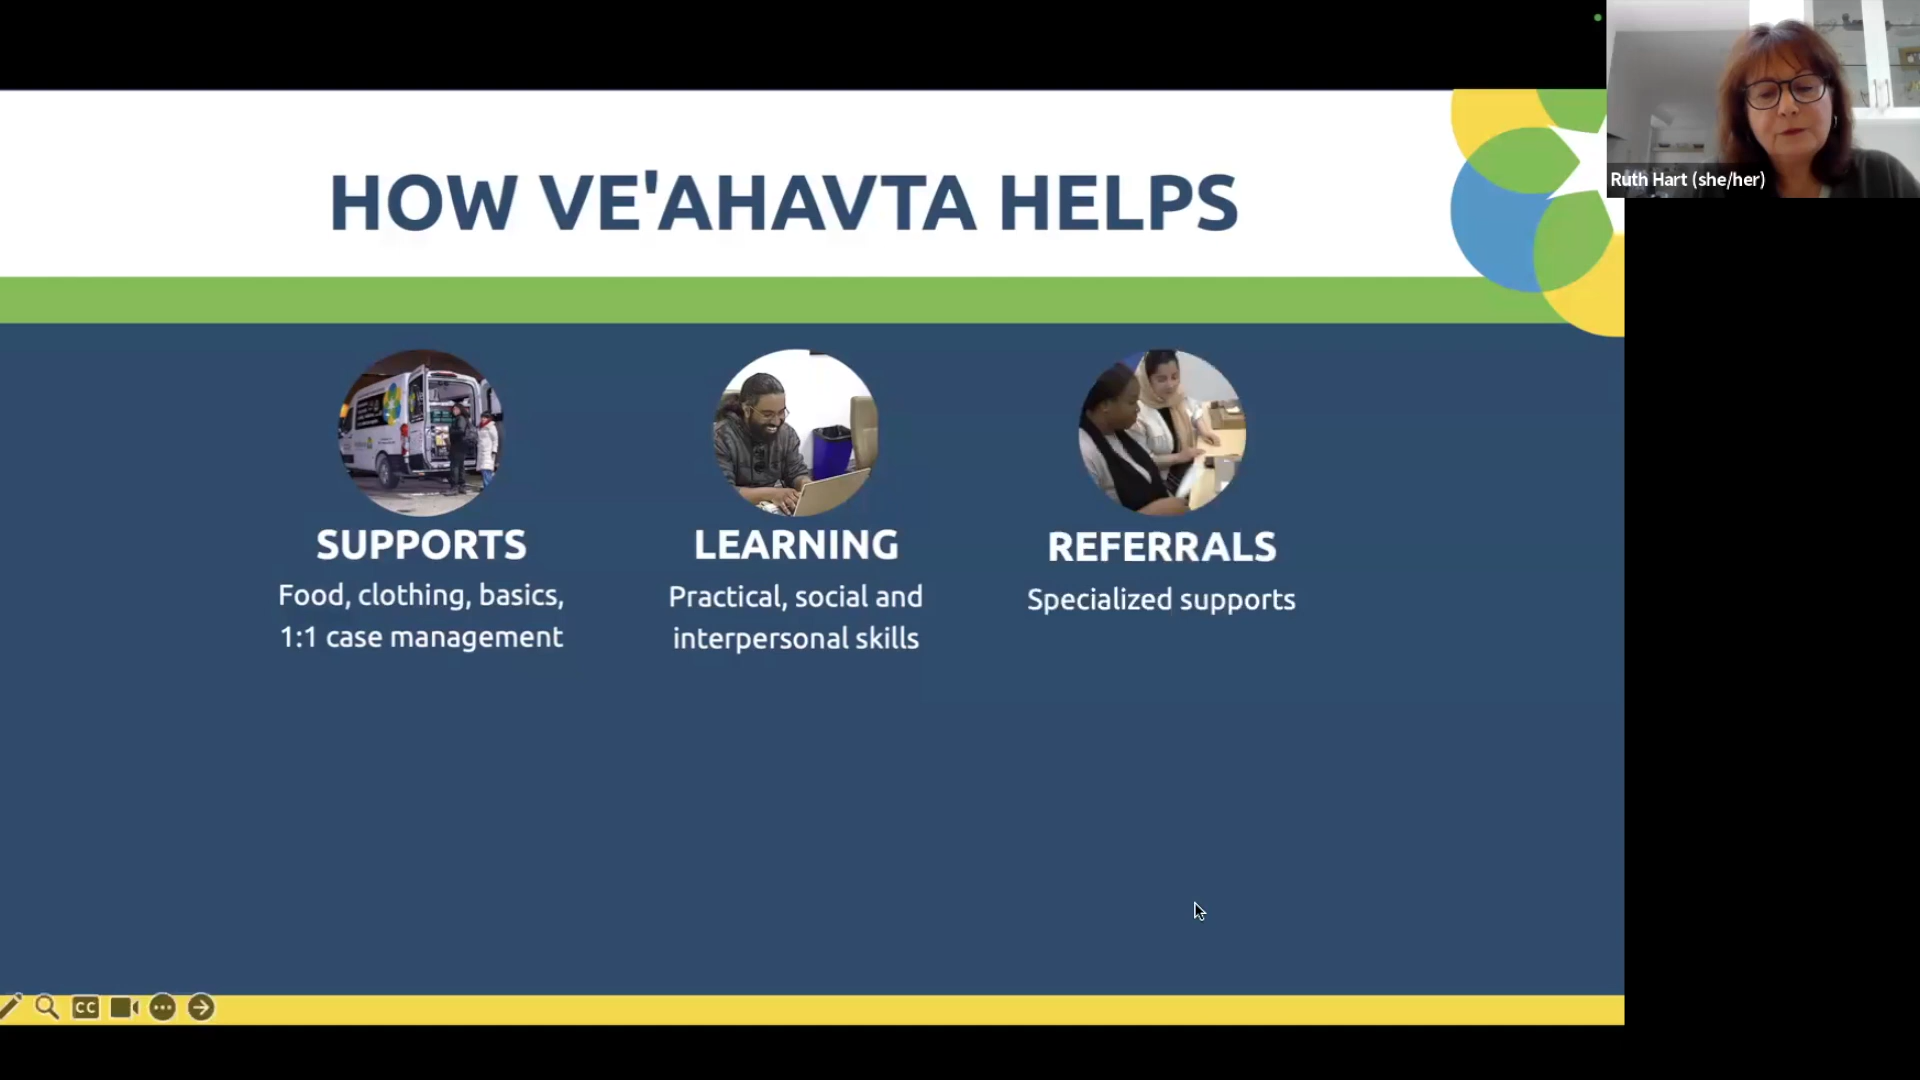 HOW VE'AHAVTA HELPS
Ruth Hart (she/her)
SUPPORTS
Food, clothing, basics,
1:1 case management
LEARNING
Practical, social and
interpersonal skills
REFERRALS
Specialized supports
CC